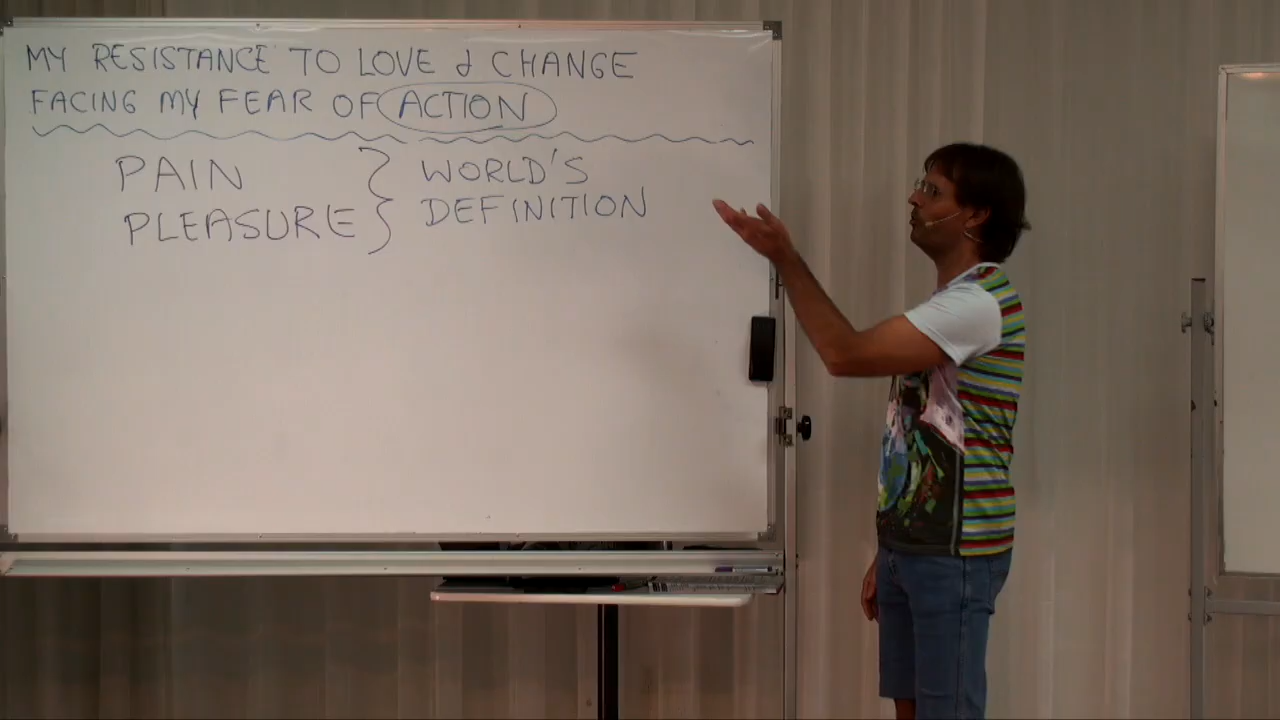 MY RESISTANCE TO LOVE & CHANGE
FACING MY FEAR OF ACTION
PAIN
PLEASURE
WORLD'S
DEFINITION